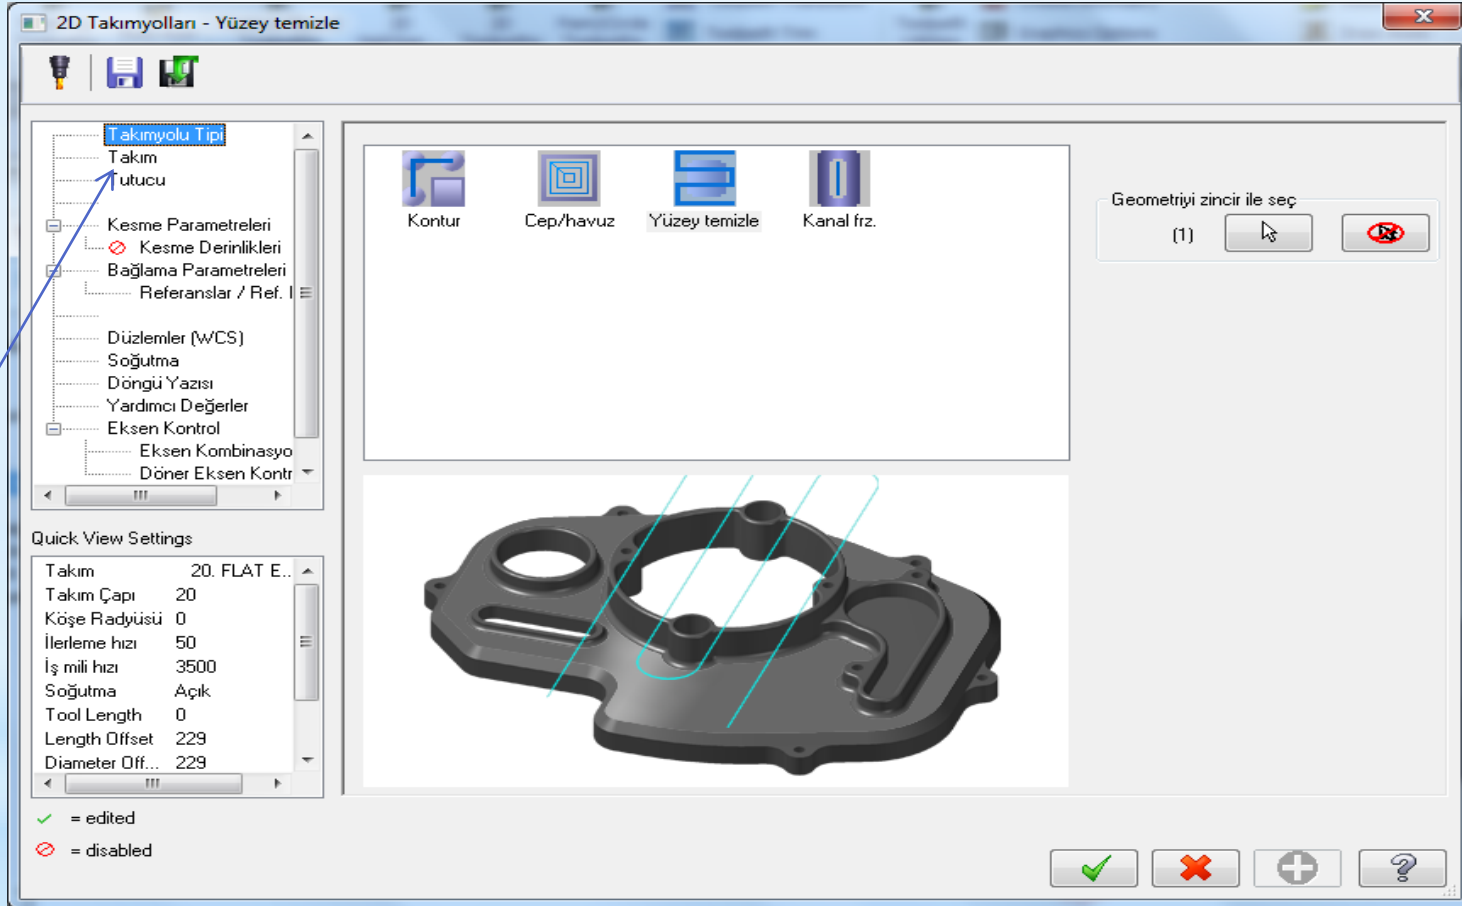 2D Takımyolları - Yüzey temizle
Takımyolu Tipi
Takım
Tutucu
Kesme Parametreleri
Kesme Derinlikleri
Bağlama Parametreleri
Referanslar / Ref.
Düzlemler (WCS)
Soğutma
Döngü Yazısı
Yardımcı Değerler
Eksen Kontrol
Eksen Kombinasyo
Döner Eksen Kontr
Kontur
Cep/havuz
Yüzey temizle
Kanal frz.
Geometriyi zincir ile seç
(1)
Quick View Settings
Takım 20. FLAT E...
Takım Çapı 20
Köşe Radyüsü 0
İlerleme hızı 50
İş mili hızı 3500
Soğutma Açık
Tool Length 0
Length Offset 229
Diameter Off... 229
= edited
= disabled